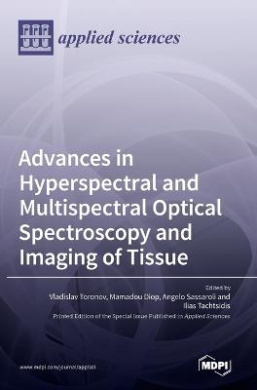 applied sciences
Advances in
Hyperspectral and
Multispectral Optical
Spectroscopy and
Imaging of Tissue
Edited by
Vladislav Toronov, Mamadou Diop, Angelo Sassaroli and
Ilias Tachtsidis
Printed Edition of the Special Issue Published in Applied Sciences
www.mdpi.com/journal/applsci
MDPI